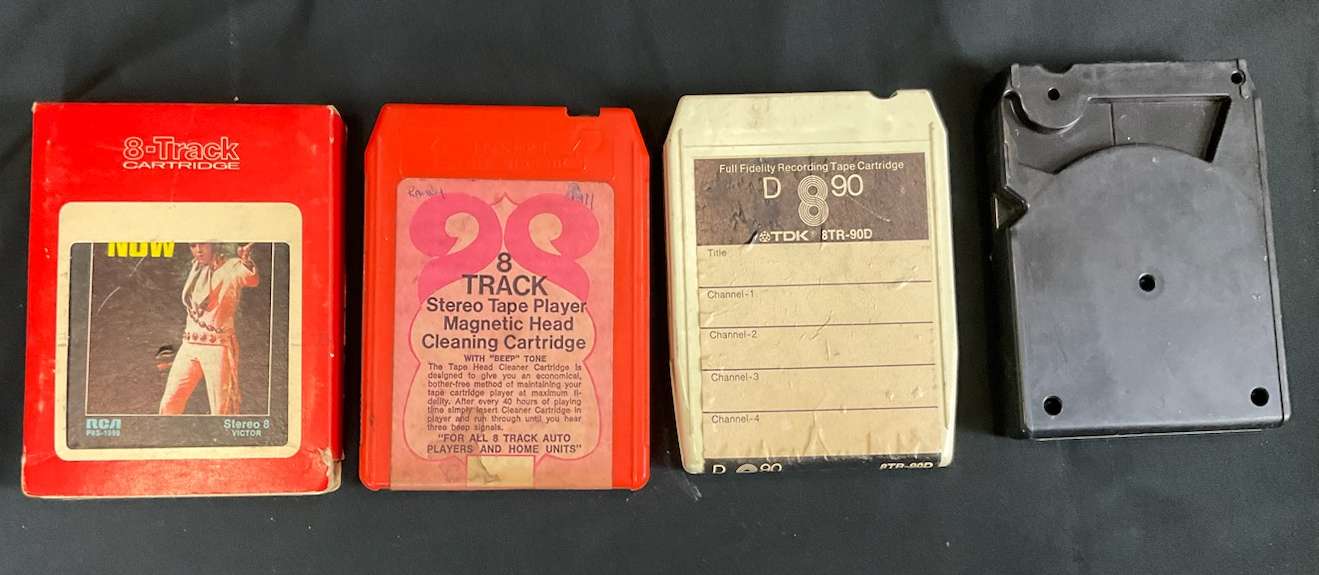 8-Track
CARTRIDGE
NOW
RCA
Stereo 8
VICTOR
8
TRACK
Stereo Tape Player
Magnetic Head
Cleaning Cartridge
WITH "BEEP" TONE
The Tape Head Cleaner Cartridge is
designed to give you an economical,
bother-free method of maintaining your
tape cartridge player at maximum fi-
delity. After every 40 hours of playing
time simply insert Cleaner Cartridge in
player and run through until you hear
three beep signals.
"FOR ALL 8 TRACK AUTO
PLAYERS AND HOME UNITS"
Full Fidelity Recording Tape Cartridge
D 8 90
TDK® 8TR-90D
Title
Channel-1
Channel-2
Channel-3
Channel-4
D 8 90
8TR-90D